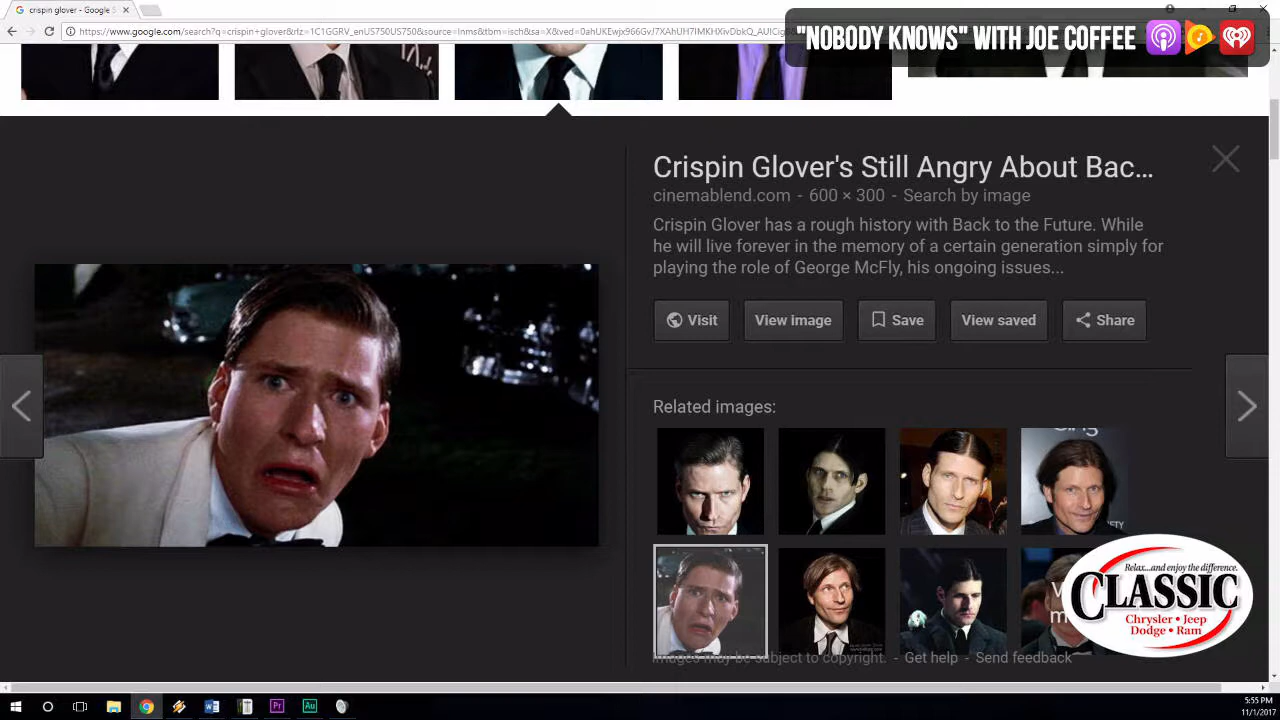 crispin glover - Google S
"NOBODY KNOWS" WITH JOE COFFEE
Crispin Glover's Still Angry About Bac...
cinemablend.com - 600 × 300 - Search by image
Crispin Glover has a rough history with Back to the Future. While
he will live forever in the memory of a certain generation simply for
playing the role of George McFly, his ongoing issues...
Visit
View image
Save
View saved
Share
Related images:
Relax...and enjoy the difference.
CLASSIC
Chrysler • Jeep
Dodge • Ram
Images may be subject to copyright. - Get help - Send feedback
5:55 PM
11/1/2017